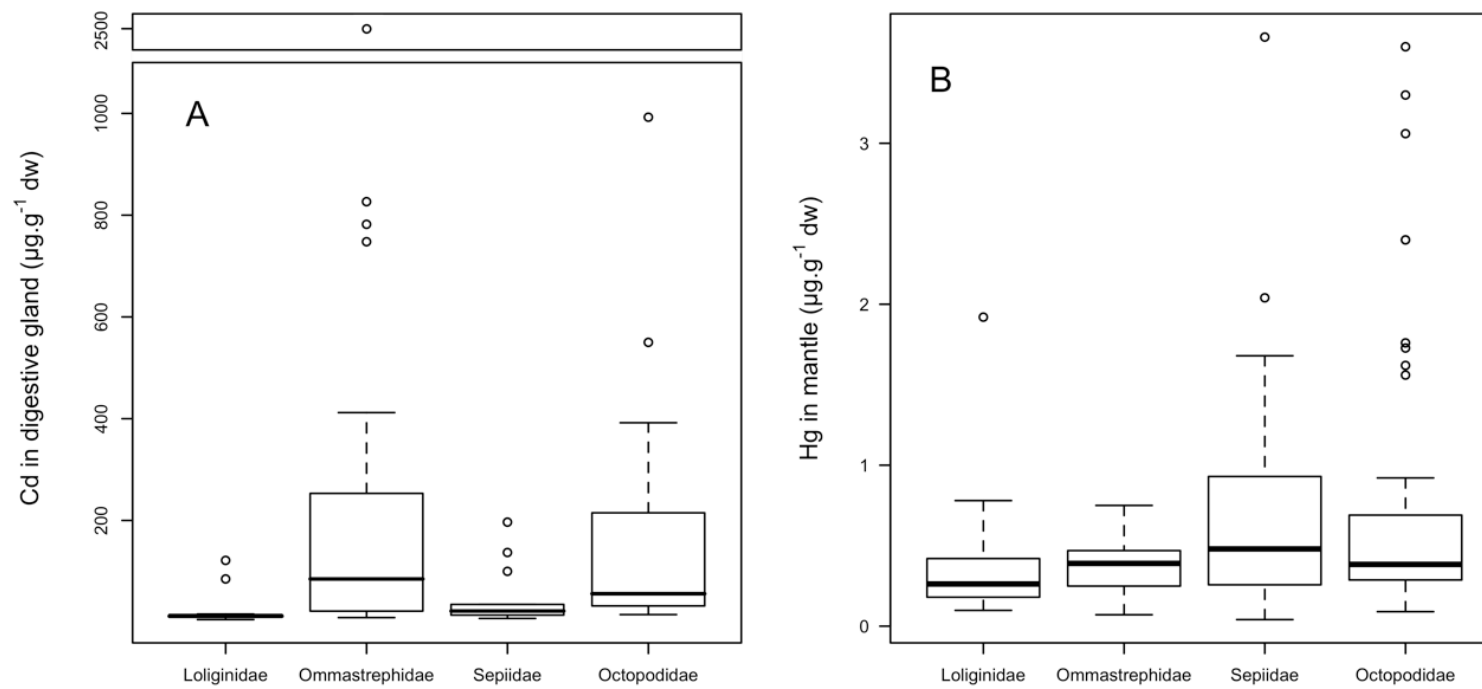 2500
1000
800
600
400
200
Cd in digestive gland (µg.g⁻¹ dw)
A
Loliginidae Ommastrephidae Sepiidae Octopodidae
3
2
1
0
Hg in mantle (µg.g⁻¹ dw)
B
Loliginidae Ommastrephidae Sepiidae Octopodidae